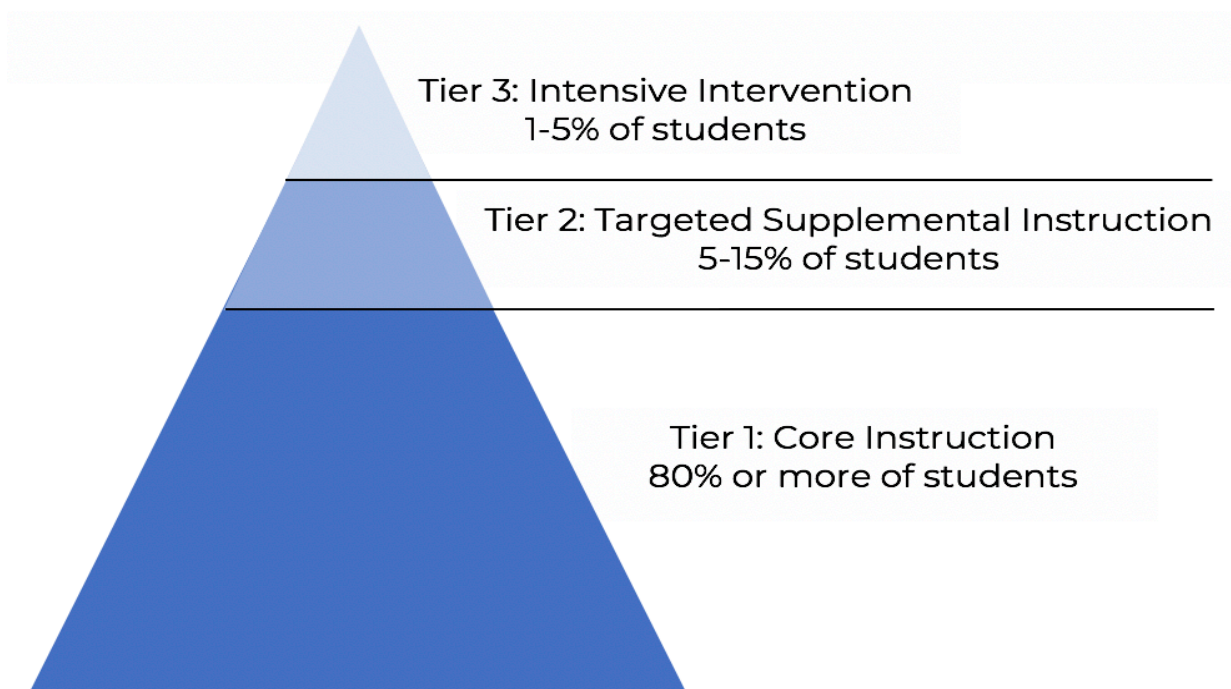 Tier 3: Intensive Intervention
1-5% of students
Tier 2: Targeted Supplemental Instruction
5-15% of students
Tier 1: Core Instruction
80% or more of students